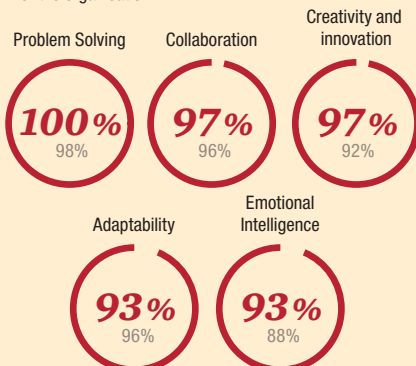 Problem Solving
100%
98%
Collaboration
97%
96%
Creativity and
innovation
97%
92%
Adaptability
93%
96%
Emotional
Intelligence
93%
88%